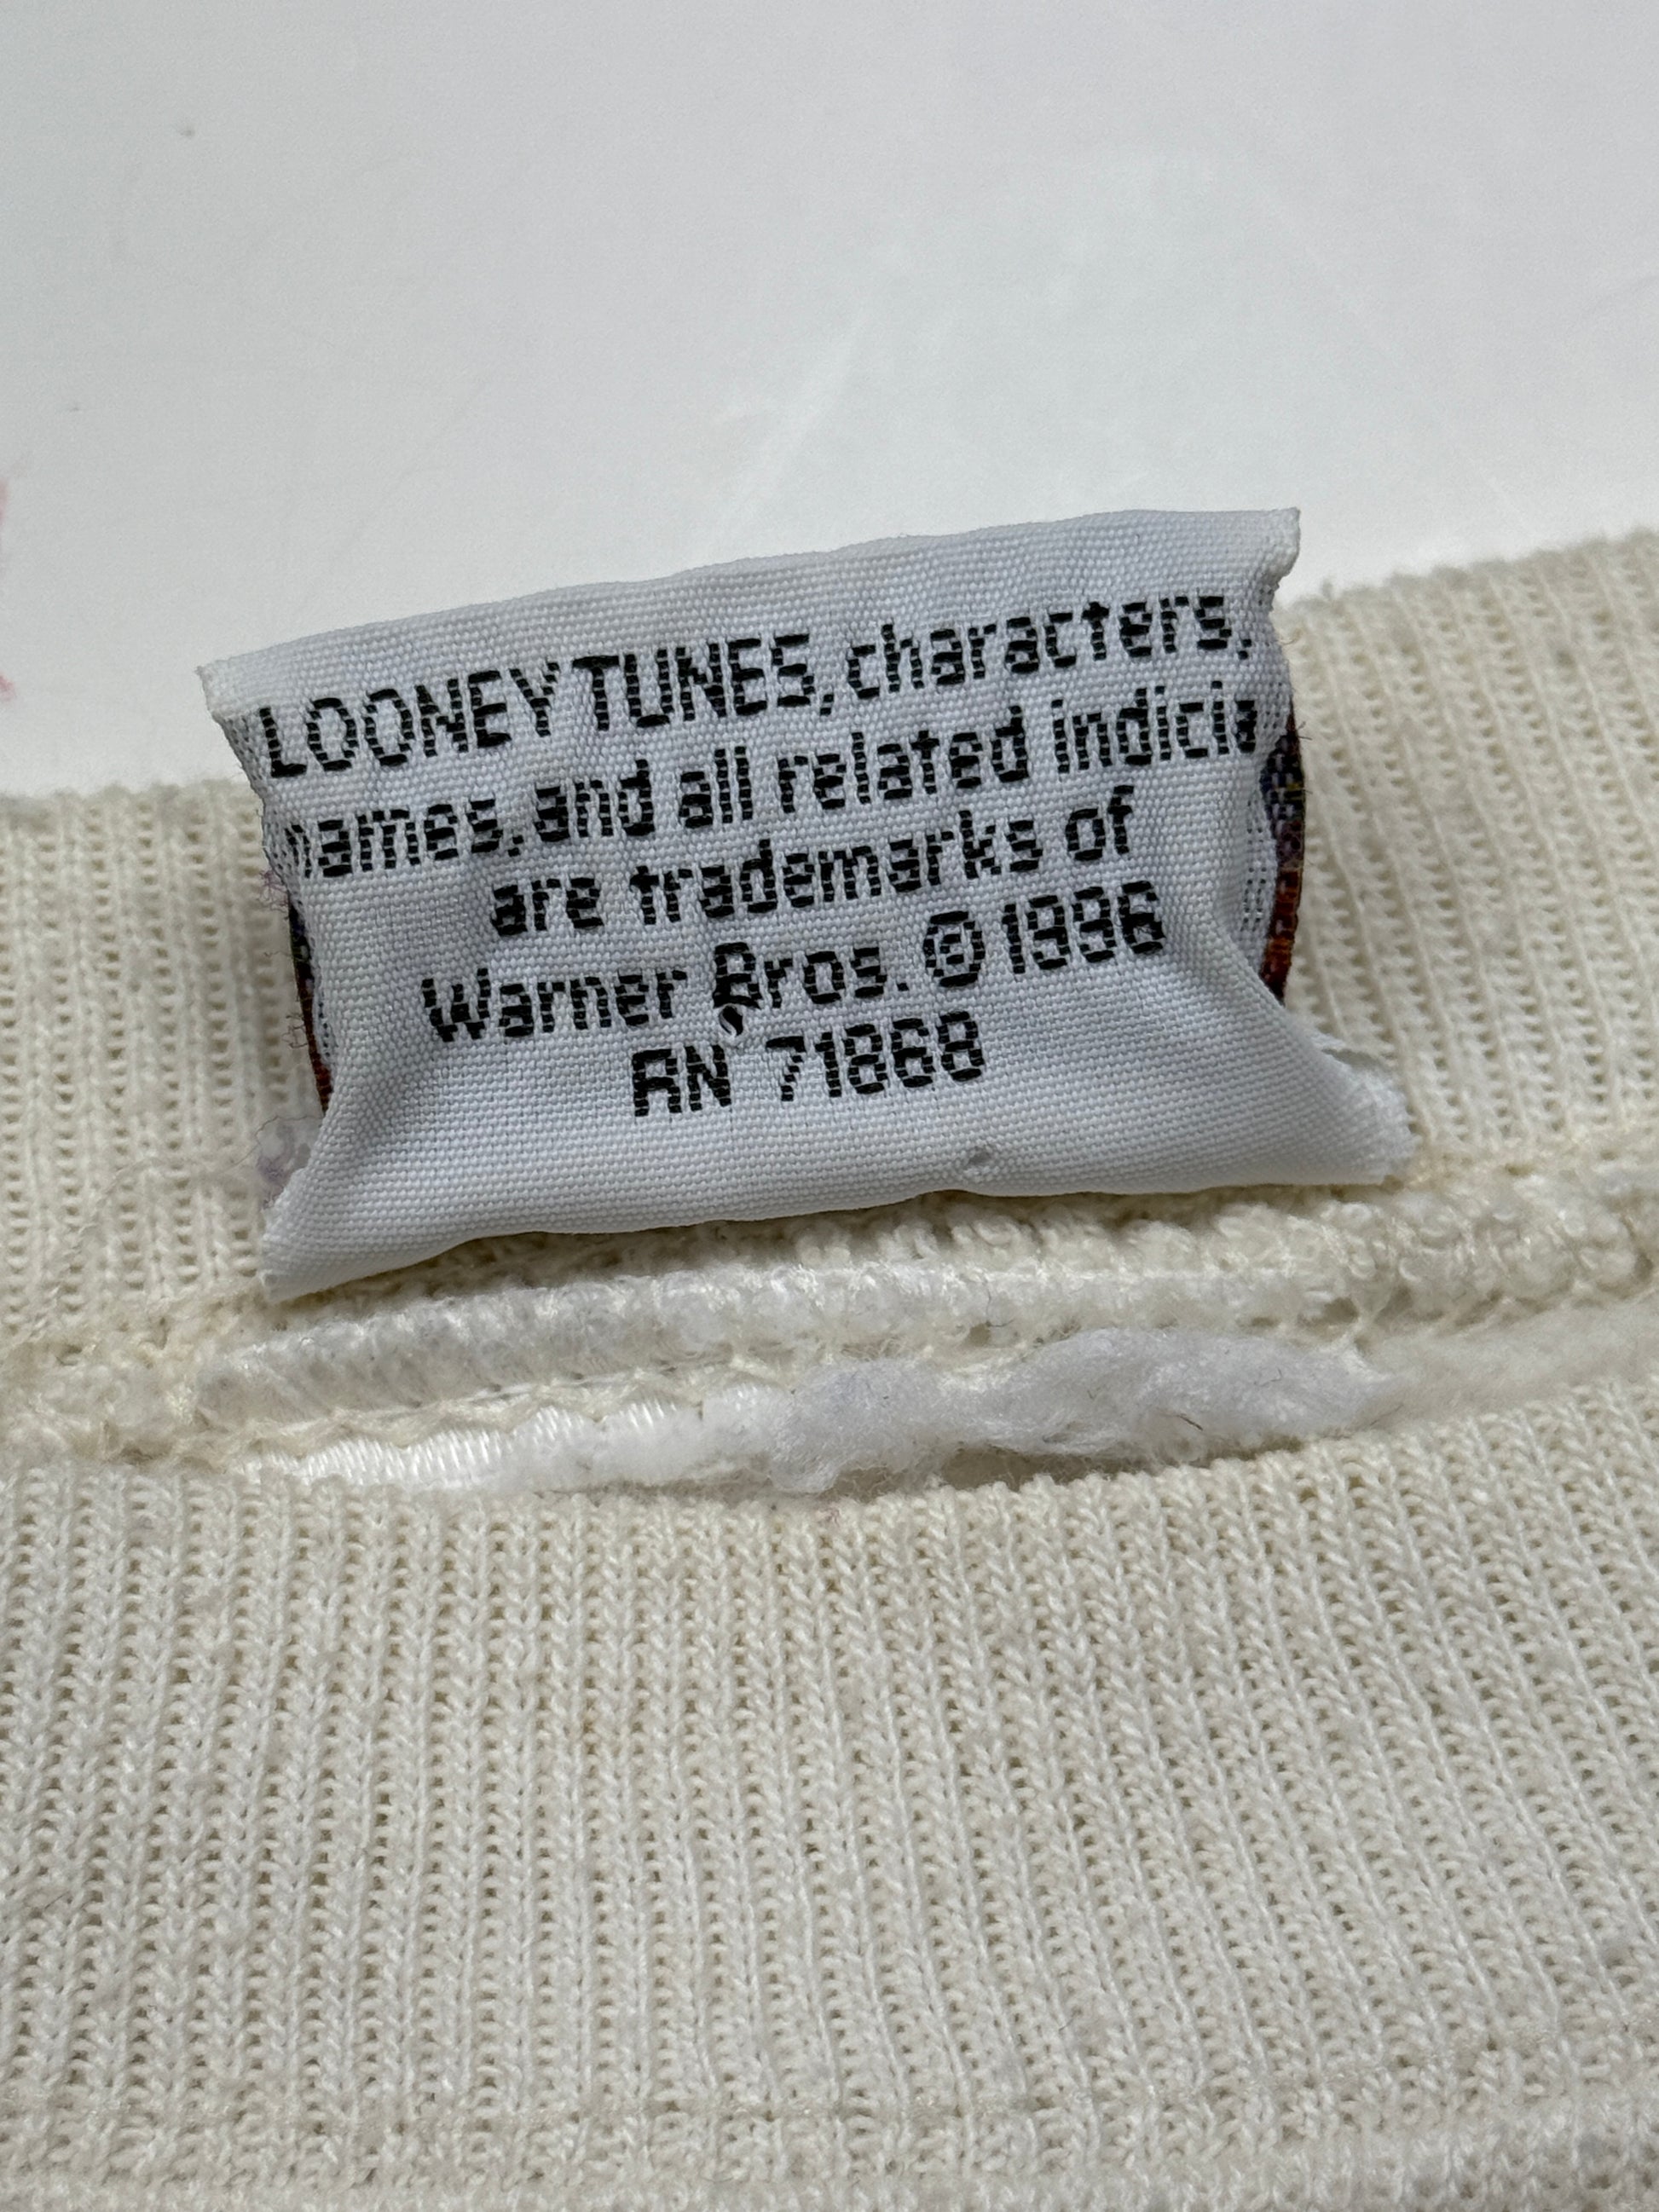 LOONEY TUNES, characters,
names, and all related indicia
are trademarks of
Warner Bros. © 1996
RN 71868